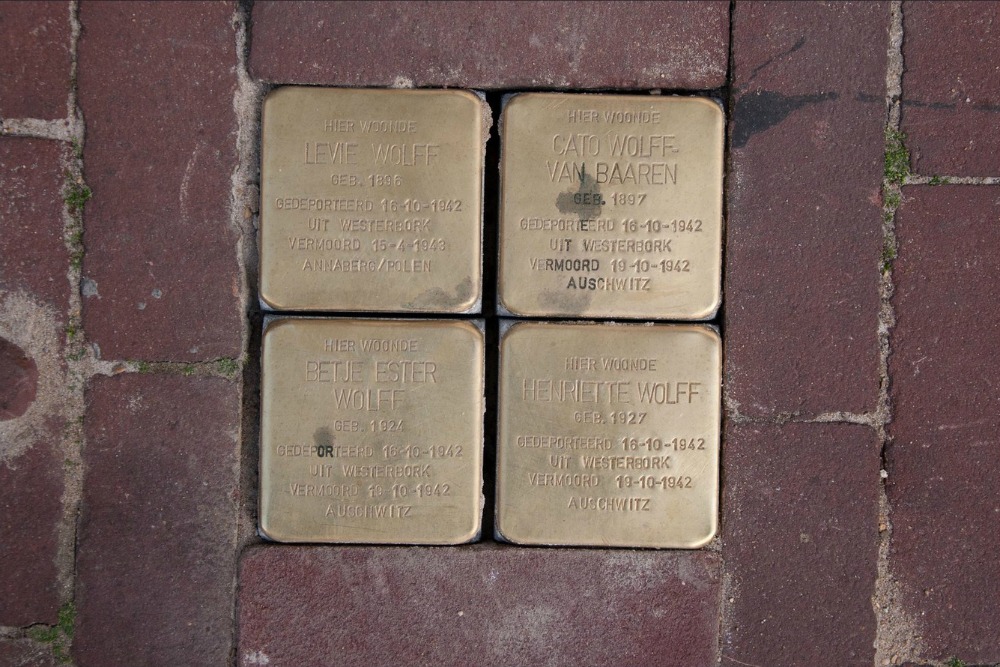 HIER WOONDE
LEVIE WOLFF
GEB. 1896
GEDEPORTEERD 16-10-1942
UIT WESTERBORK
VERMOORD 15-4-1943
ANNABERG/POLEN
HIER WOONDE
CATO WOLFF-
VAN BAAREN
GEB. 1897
GEDEPORTEERD 16-10-1942
UIT WESTERBORK
VERMOORD 19-10-1942
AUSCHWITZ
HIER WOONDE
BETJE ESTER
WOLFF
GEB. 1924
GEDEPORTEERD 16-10-1942
UIT WESTERBORK
VERMOORD 19-10-1942
AUSCHWITZ
HIER WOONDE
HENRIETTE WOLFF
GEB. 1927
GEDEPORTEERD 16-10-1942
UIT WESTERBORK
VERMOORD 19-10-1942
AUSCHWITZ